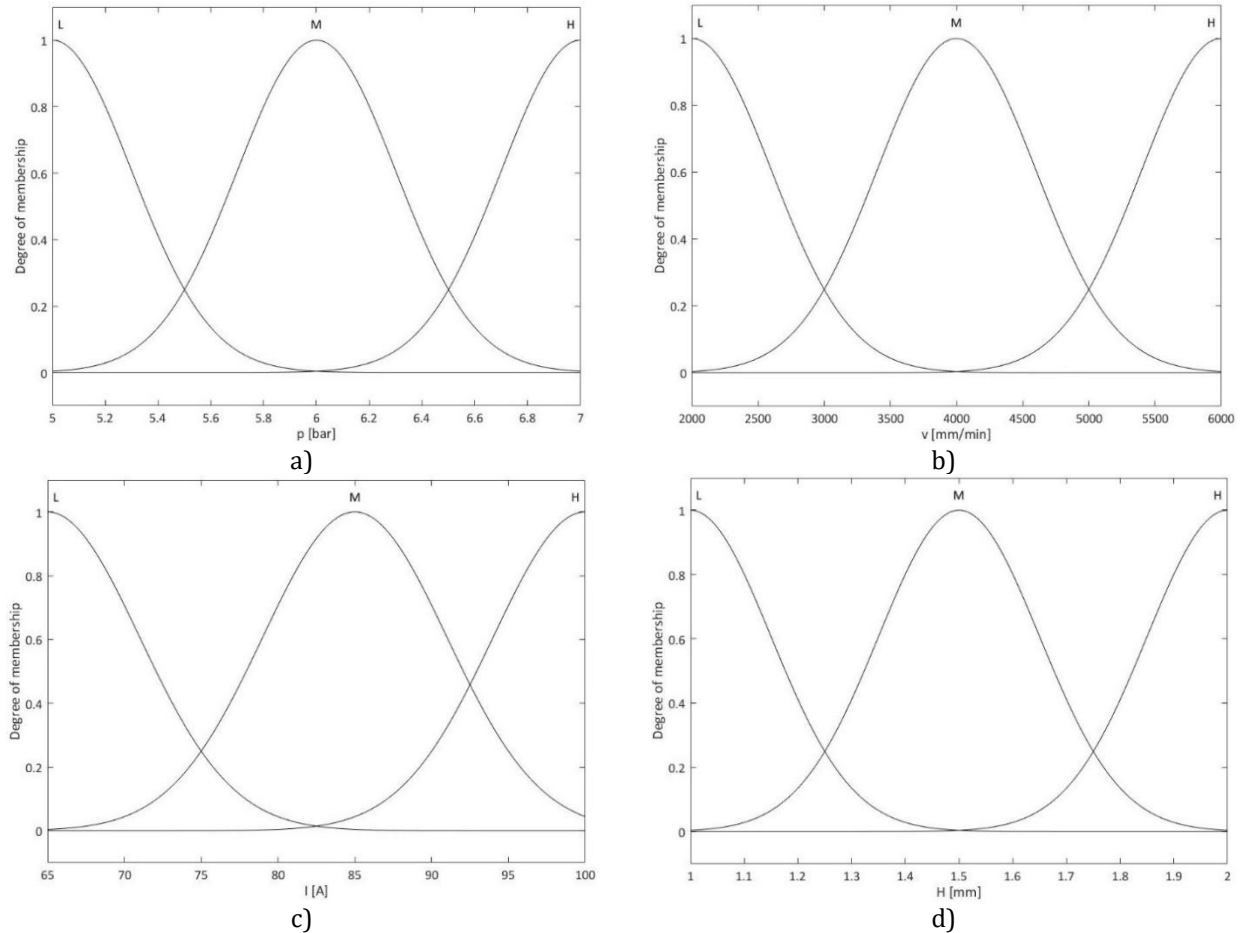 L M H
1
0.8
0.6
0.4
0.2
0
Degree of membership
5 5.2 5.4 5.6 5.8 6 6.2 6.4 6.6 6.8 7
p [bar]
a)
L M H
1
0.8
0.6
0.4
0.2
0
Degree of membership
2000 2500 3000 3500 4000 4500 5000 5500 6000
v [mm/min]
b)
L M H
1
0.8
0.6
0.4
0.2
0
Degree of membership
65 70 75 80 85 90 95 100
I [A]
c)
L M H
1
0.8
0.6
0.4
0.2
0
Degree of membership
1 1.1 1.2 1.3 1.4 1.5 1.6 1.7 1.8 1.9 2
H [mm]
d)